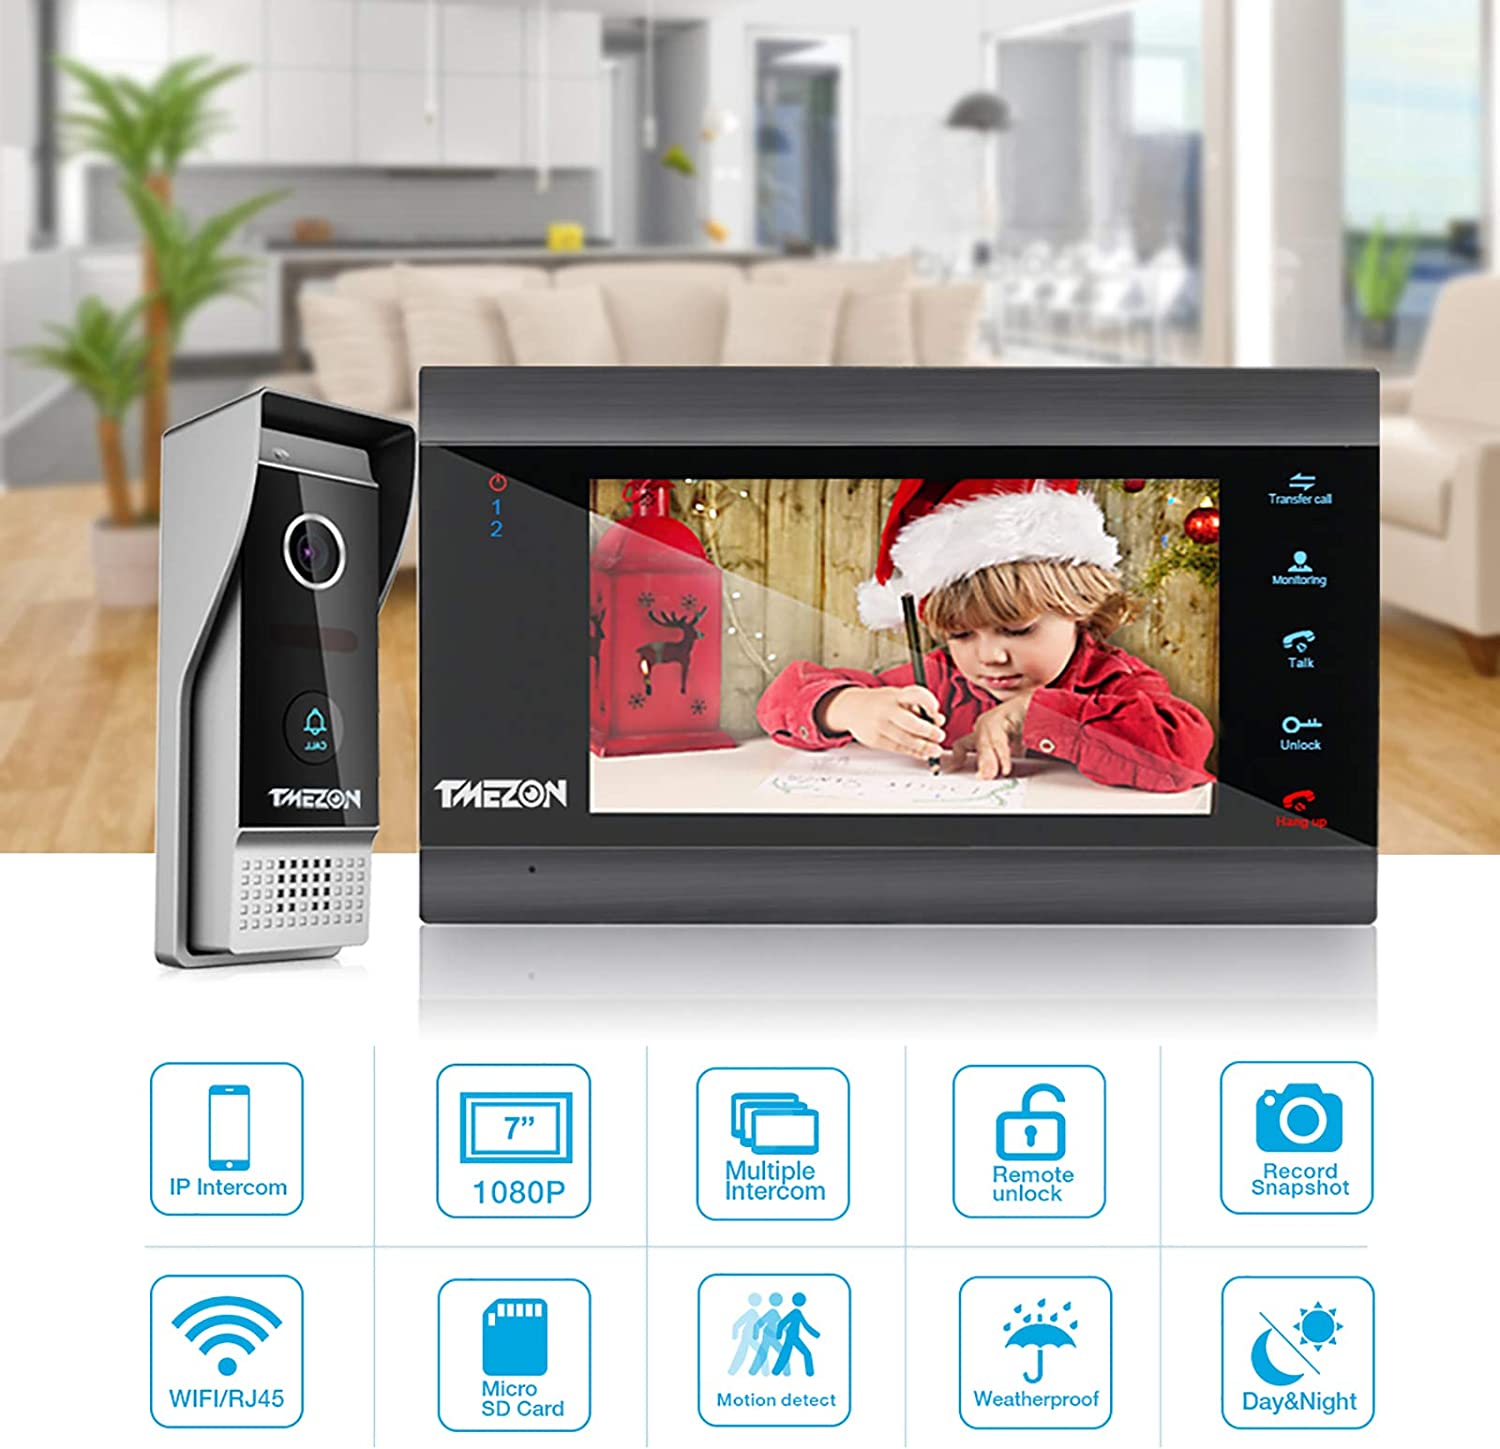 1
2
Transfer call
Monitoring
Talk
Unlock
Hang up
TMEZON
CALL
TMEZON
IP Intercom
7”
1080P
Multiple
Intercom
Remote
unlock
Record
Snapshot
WIFI/RJ45
Micro
SD Card
Motion detect
Weatherproof
Day&Night